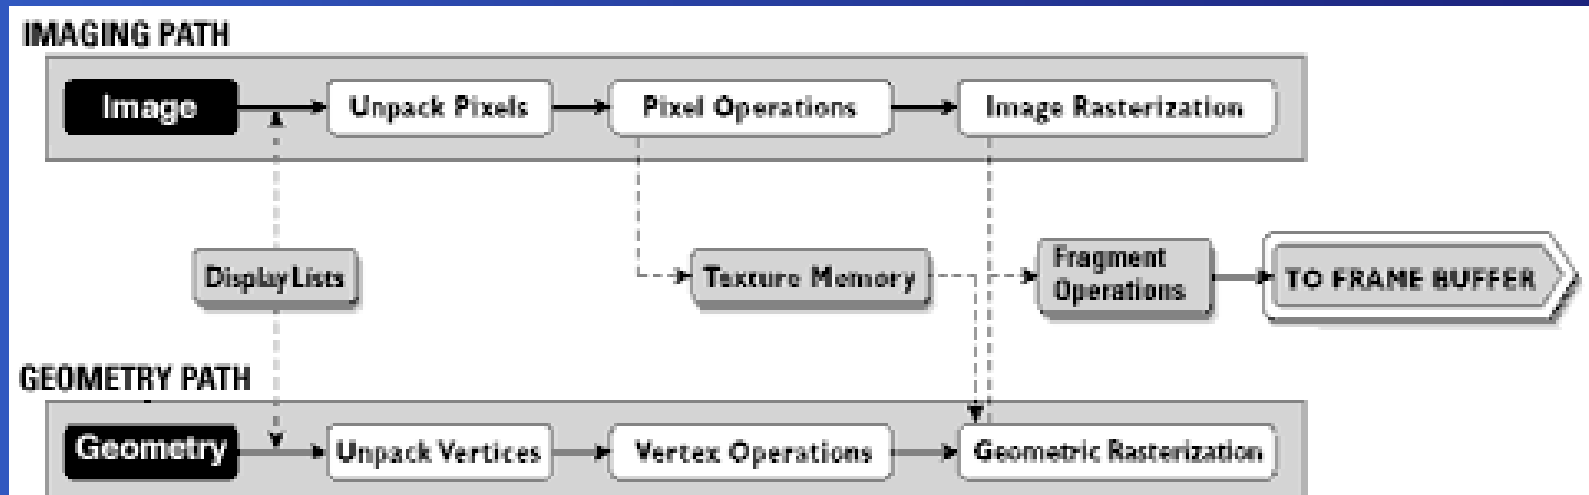 IMAGING PATH
Image
Unpack Pixels
Pixel Operations
Image Rasterization
Display Lists
Texture Memory
Fragment
Operations
TO FRAME BUFFER
GEOMETRY PATH
Geometry
Unpack Vertices
Vertex Operations
Geometric Rasterization